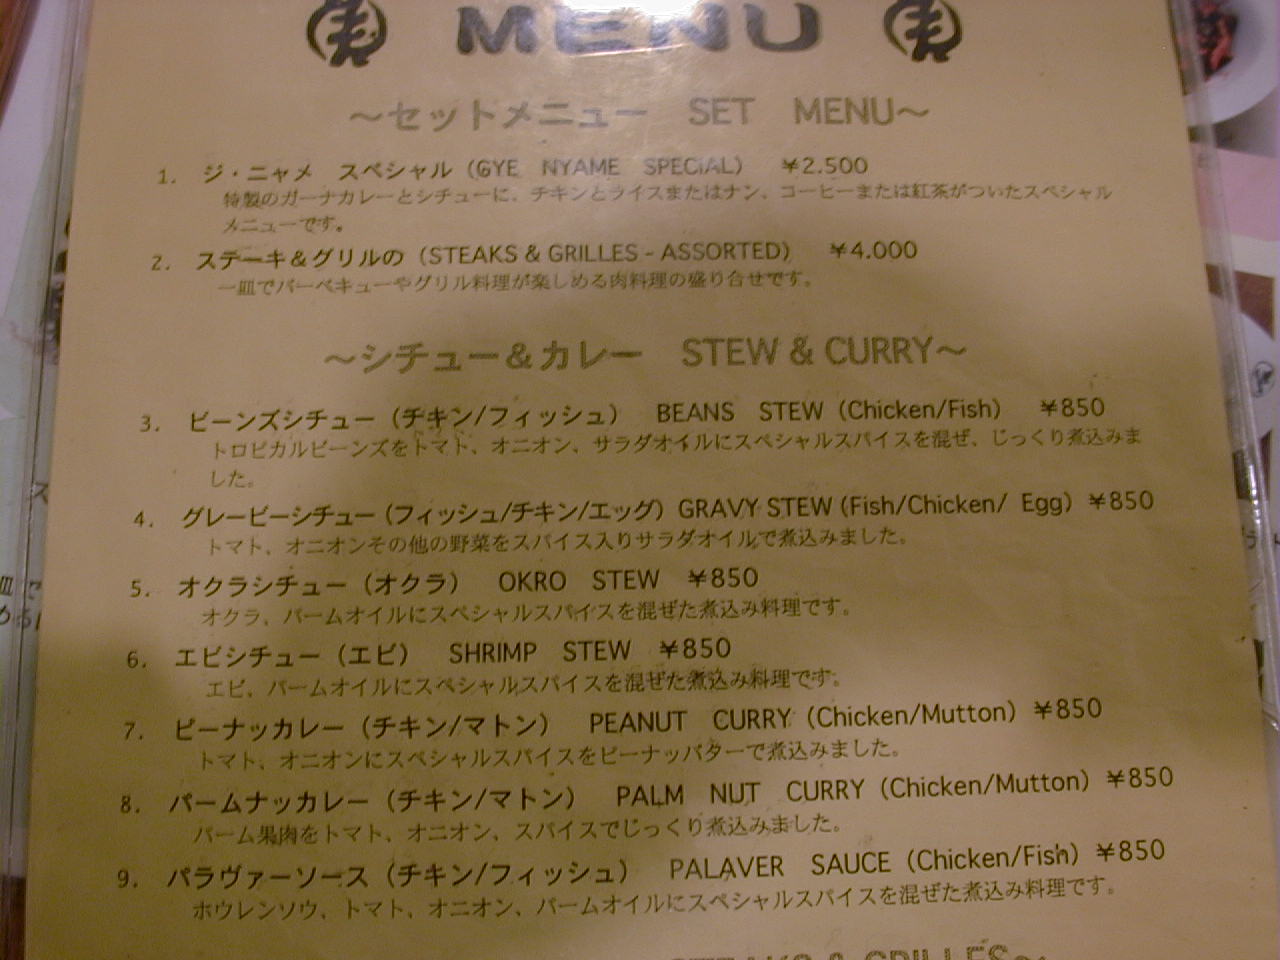 MENU
～セットメニュー SET MENU～
1. ジ・ニャメ スペシャル (GYE NYAME SPECIAL) ¥2.500
特製のガーナカレーとシチューに、チキンとライスまたはナン、コーヒーまたは紅茶がついたスペシャル
メニューです。
2. ステーキ＆グリルの (STEAKS & GRILLES - ASSORTED) ¥4.000
一皿でバーベキューやグリル料理が楽しめる肉料理の盛り合せです。
～シチュー＆カレー STEW & CURRY～
3. ビーンズシチュー (チキン/フィッシュ) BEANS STEW (Chicken/Fish) ¥850
トロピカルビーンズをトマト、オニオン、サラダオイルにスペシャルスパイスを混ぜ、じっくり煮込みま
した。
4. グレービーシチュー (フィッシュ/チキン/エッグ) GRAVY STEW (Fish/Chicken/ Egg) ¥850
トマト、オニオンその他の野菜をスパイス入りサラダオイルで煮込みました。
5. オクラシチュー (オクラ) OKRO STEW ¥850
オクラ、パームオイルにスペシャルスパイスを混ぜた煮込み料理です。
6. エビシチュー (エビ) SHRIMP STEW ¥850
エビ、パームオイルにスペシャルスパイスを混ぜた煮込み料理です。
7. ピーナッカレー (チキン/マトン) PEANUT CURRY (Chicken/Mutton) ¥850
トマト、オニオンにスペシャルスパイスをピーナッバターで煮込みました。
8. パームナッカレー (チキン/マトン) PALM NUT CURRY (Chicken/Mutton) ¥850
パーム果肉をトマト、オニオン、スパイスでじっくり煮込みました。
9. パラヴァーソース (チキン/フィッシュ) PALAVER SAUCE (Chicken/Fish) ¥850
ホウレンソウ、トマト、オニオン、パームオイルにスペシャルスパイスを混ぜた煮込み料理です。
& GRILLES～